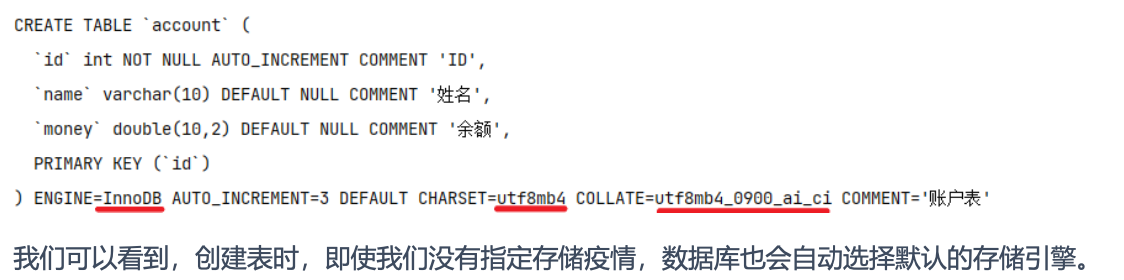 CREATE TABLE `account` (
`id` int NOT NULL AUTO_INCREMENT COMMENT 'ID',
`name` varchar(10) DEFAULT NULL COMMENT '姓名',
`money` double(10,2) DEFAULT NULL COMMENT '余额',
PRIMARY KEY (`id`)
) ENGINE=InnoDB AUTO_INCREMENT=3 DEFAULT CHARSET=utf8mb4 COLLATE=utf8mb4_0900_ai_ci COMMENT='账户表'
我们可以看到，创建表时，即使我们没有指定存储疫情，数据库也会自动选择默认的存储引擎。